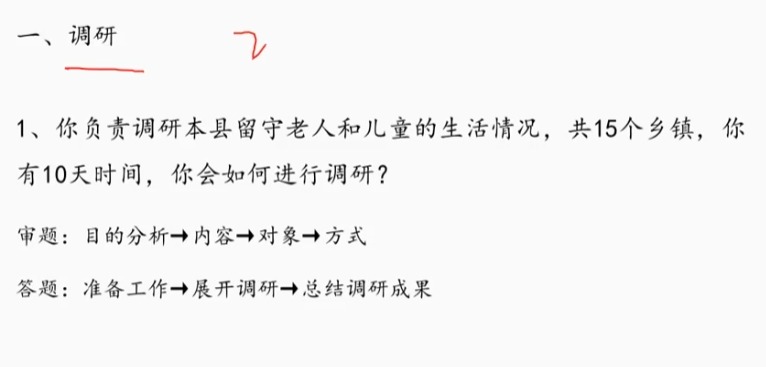 一、调研
1、你负责调研本县留守老人和儿童的生活情况，共15个乡镇，你
有10天时间，你会如何进行调研？
审题：目的分析→内容→对象→方式
答题：准备工作→展开调研→总结调研成果